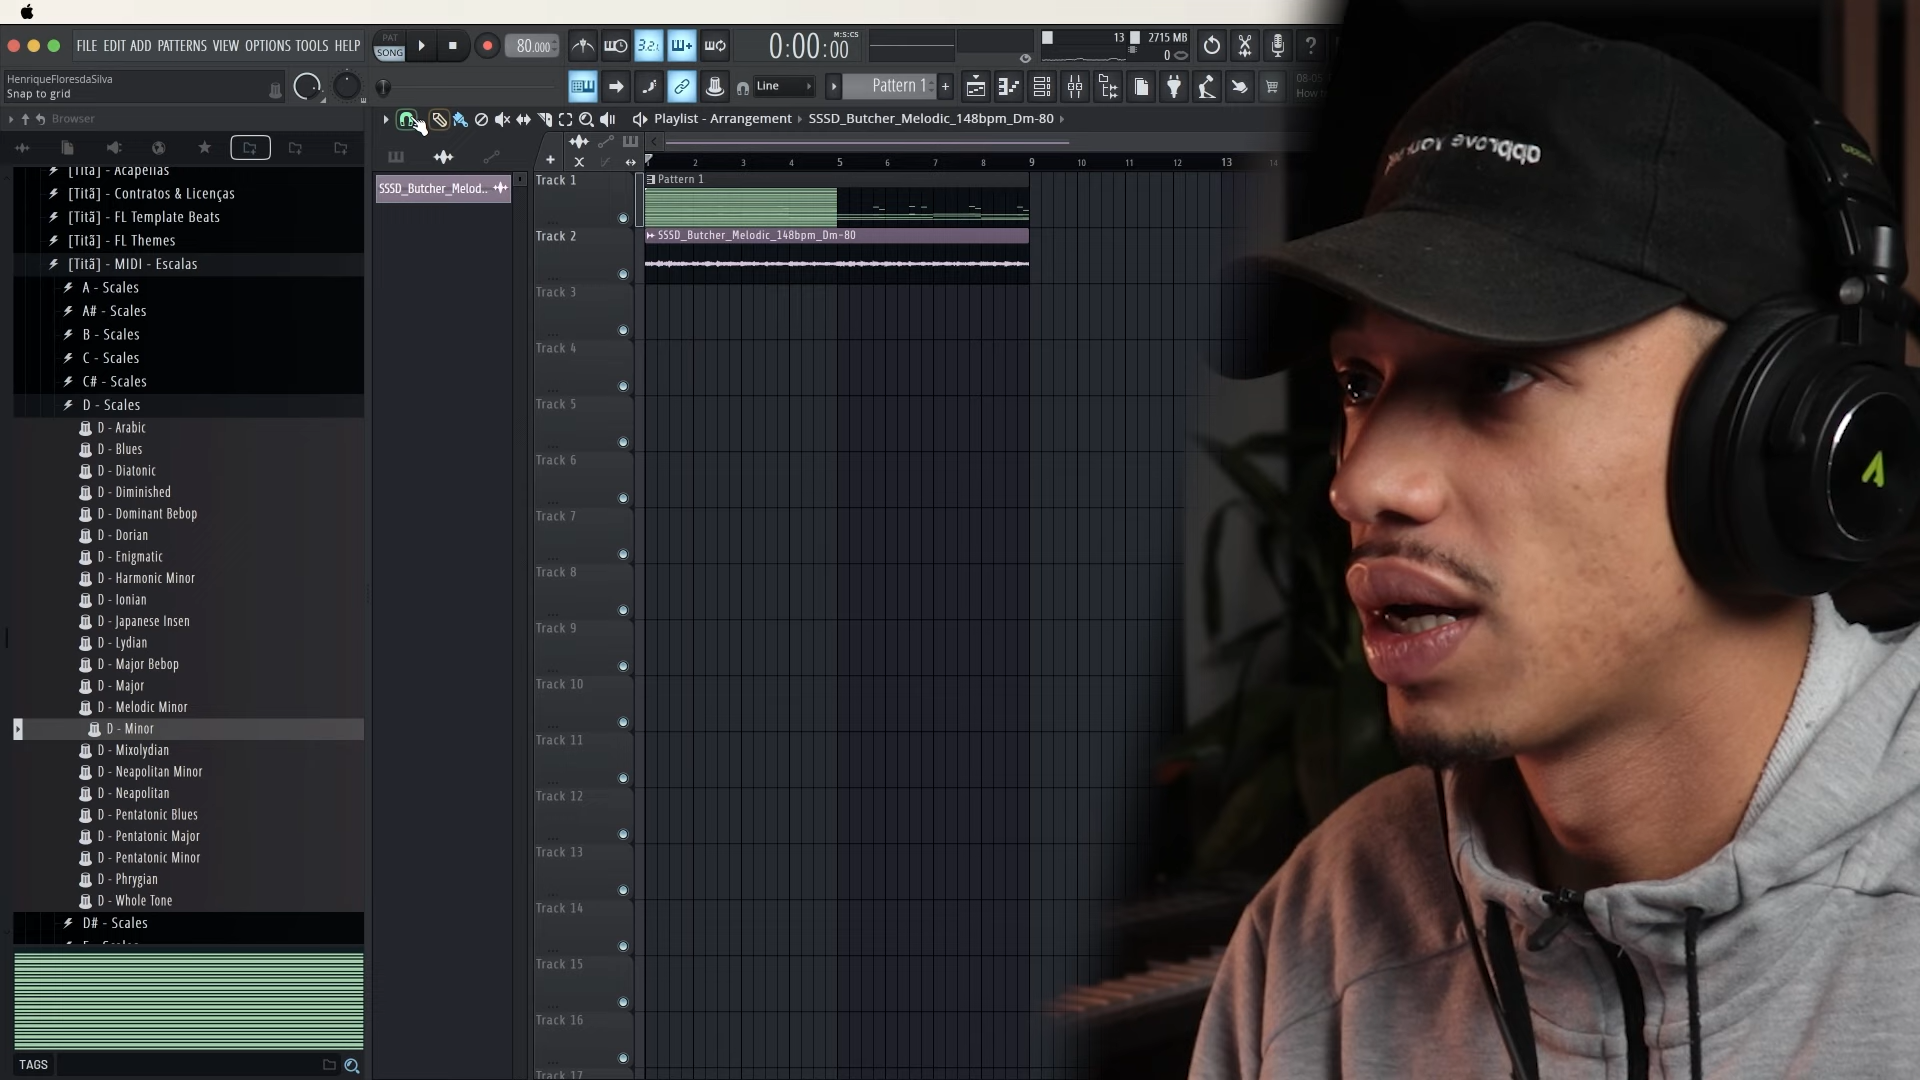 FILE EDIT ADD PATTERNS VIEW OPTIONS TOOLS HELP
PAT
SONG
80.000
3.2.
0:00:00
M:S:CS
13
2715 MB
0
HenriqueFloresdaSilva
Snap to grid
Line
Pattern 1
08-05
Browser
Playlist - Arrangement › SSSD_Butcher_Melodic_148bpm_Dm-80 ›
2 3 4 5 6 7 8 9 10 11 12 13 14
SSSD_Butcher_Melod..
[Titã] - Acapellas
[Titã] - Contratos & Licenças
[Titã] - FL Template Beats
[Titã] - FL Themes
[Titã] - MIDI - Escalas
A - Scales
A# - Scales
B - Scales
C - Scales
C# - Scales
D - Scales
D - Arabic
D - Blues
D - Diatonic
D - Diminished
D - Dominant Bebop
D - Dorian
D - Enigmatic
D - Harmonic Minor
D - Ionian
D - Japanese Insen
D - Lydian
D - Major Bebop
D - Major
D - Melodic Minor
D - Minor
D - Mixolydian
D - Neapolitan Minor
D - Neapolitan
D - Pentatonic Blues
D - Pentatonic Major
D - Pentatonic Minor
D - Phrygian
D - Whole Tone
D# - Scales
TAGS
Track 1
Pattern 1
Track 2
SSSD_Butcher_Melodic_148bpm_Dm-80
Track 3
Track 4
Track 5
Track 6
Track 7
Track 8
Track 9
Track 10
Track 11
Track 12
Track 13
Track 14
Track 15
Track 16
Track 17